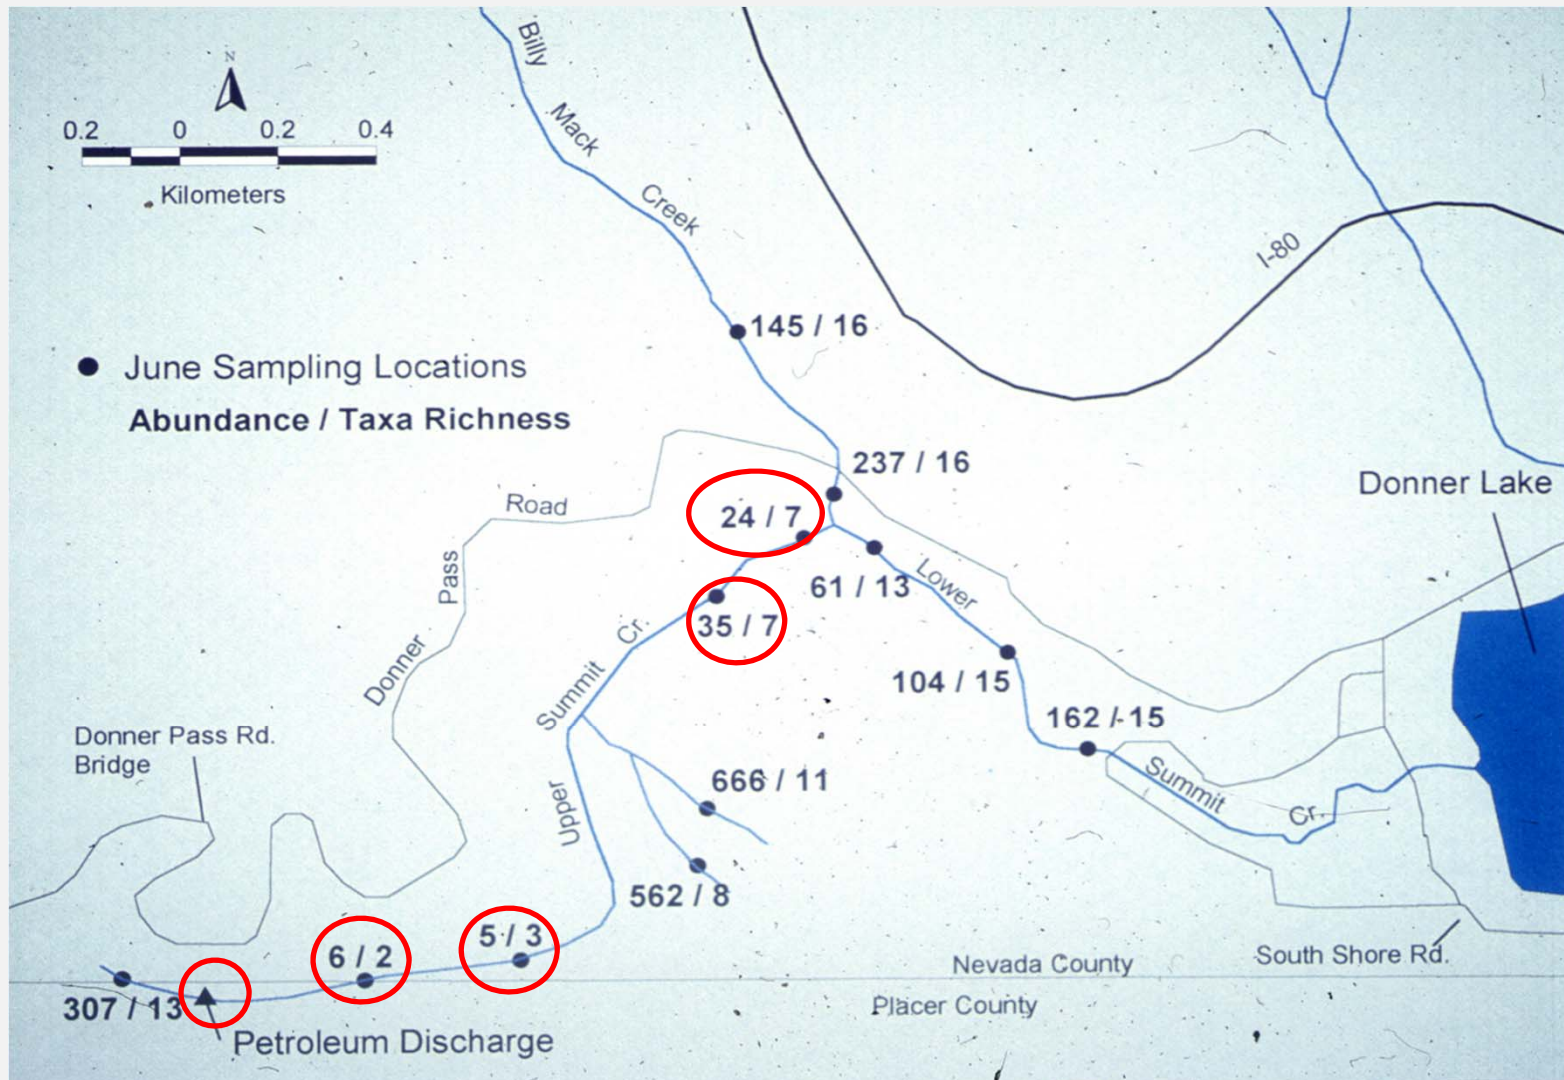 N
0.2 0 0.2 0.4
Kilometers
Billy
Mack
Creek
I-80
145 / 16
June Sampling Locations
Abundance / Taxa Richness
237 / 16
Donner Lake
Road
24 / 7
Pass
61 / 13
Lower
35 / 7
Cr.
Donner
Summit
104 / 15
162 / 15
Donner Pass Rd.
Bridge
666 / 11
Summit
Cr.
Upper
562 / 8
5 / 3
6 / 2
South Shore Rd.
Nevada County
307 / 13
Placer County
Petroleum Discharge